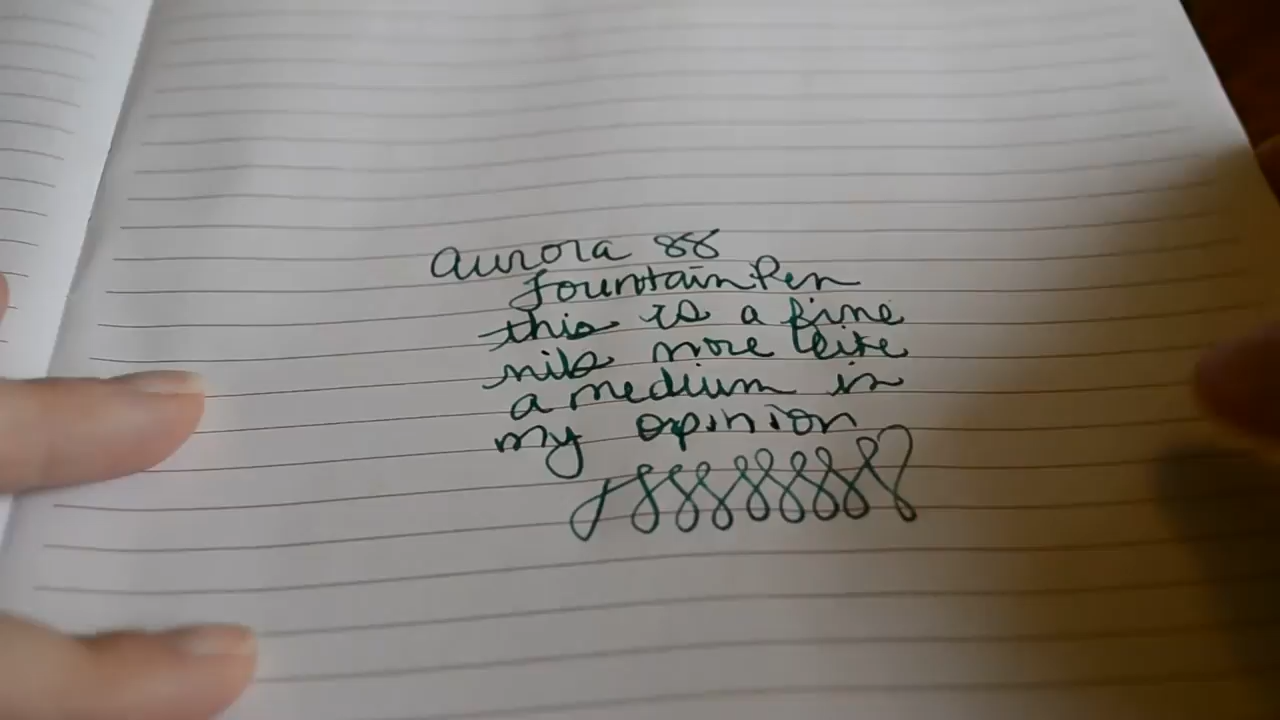 Aurora 88
fountain Pen
this is a fine
nib more like
a medium in
my opinion